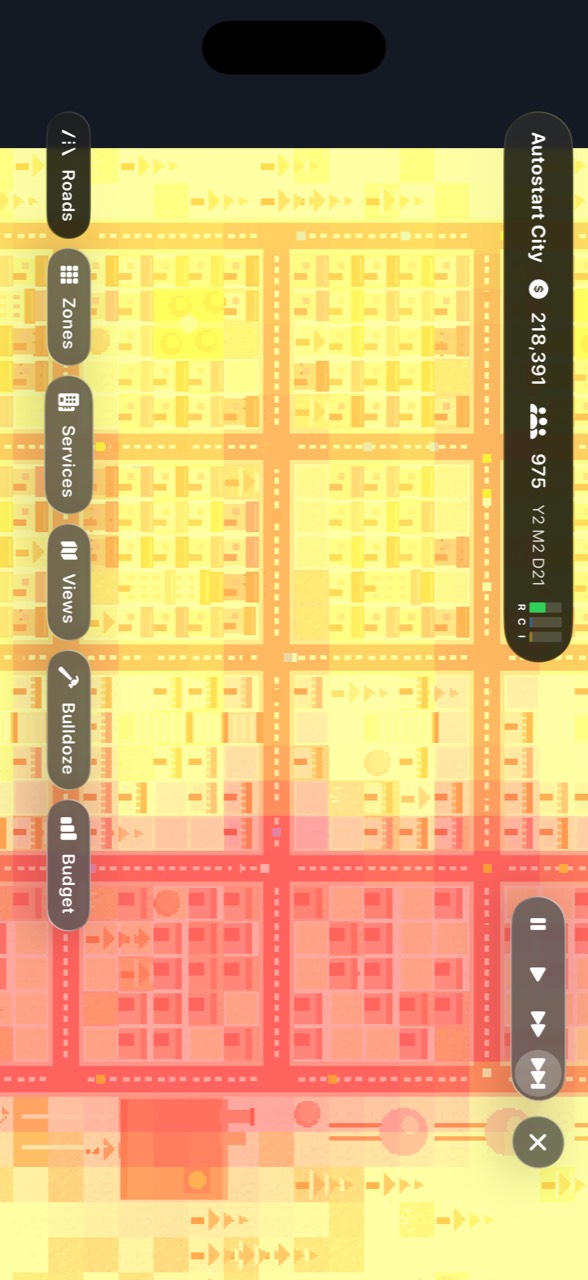 Autostart City $ 218,391 975 Y2 M2 D21 R C I
Roads
Zones
Services
Views
Bulldoze
Budget